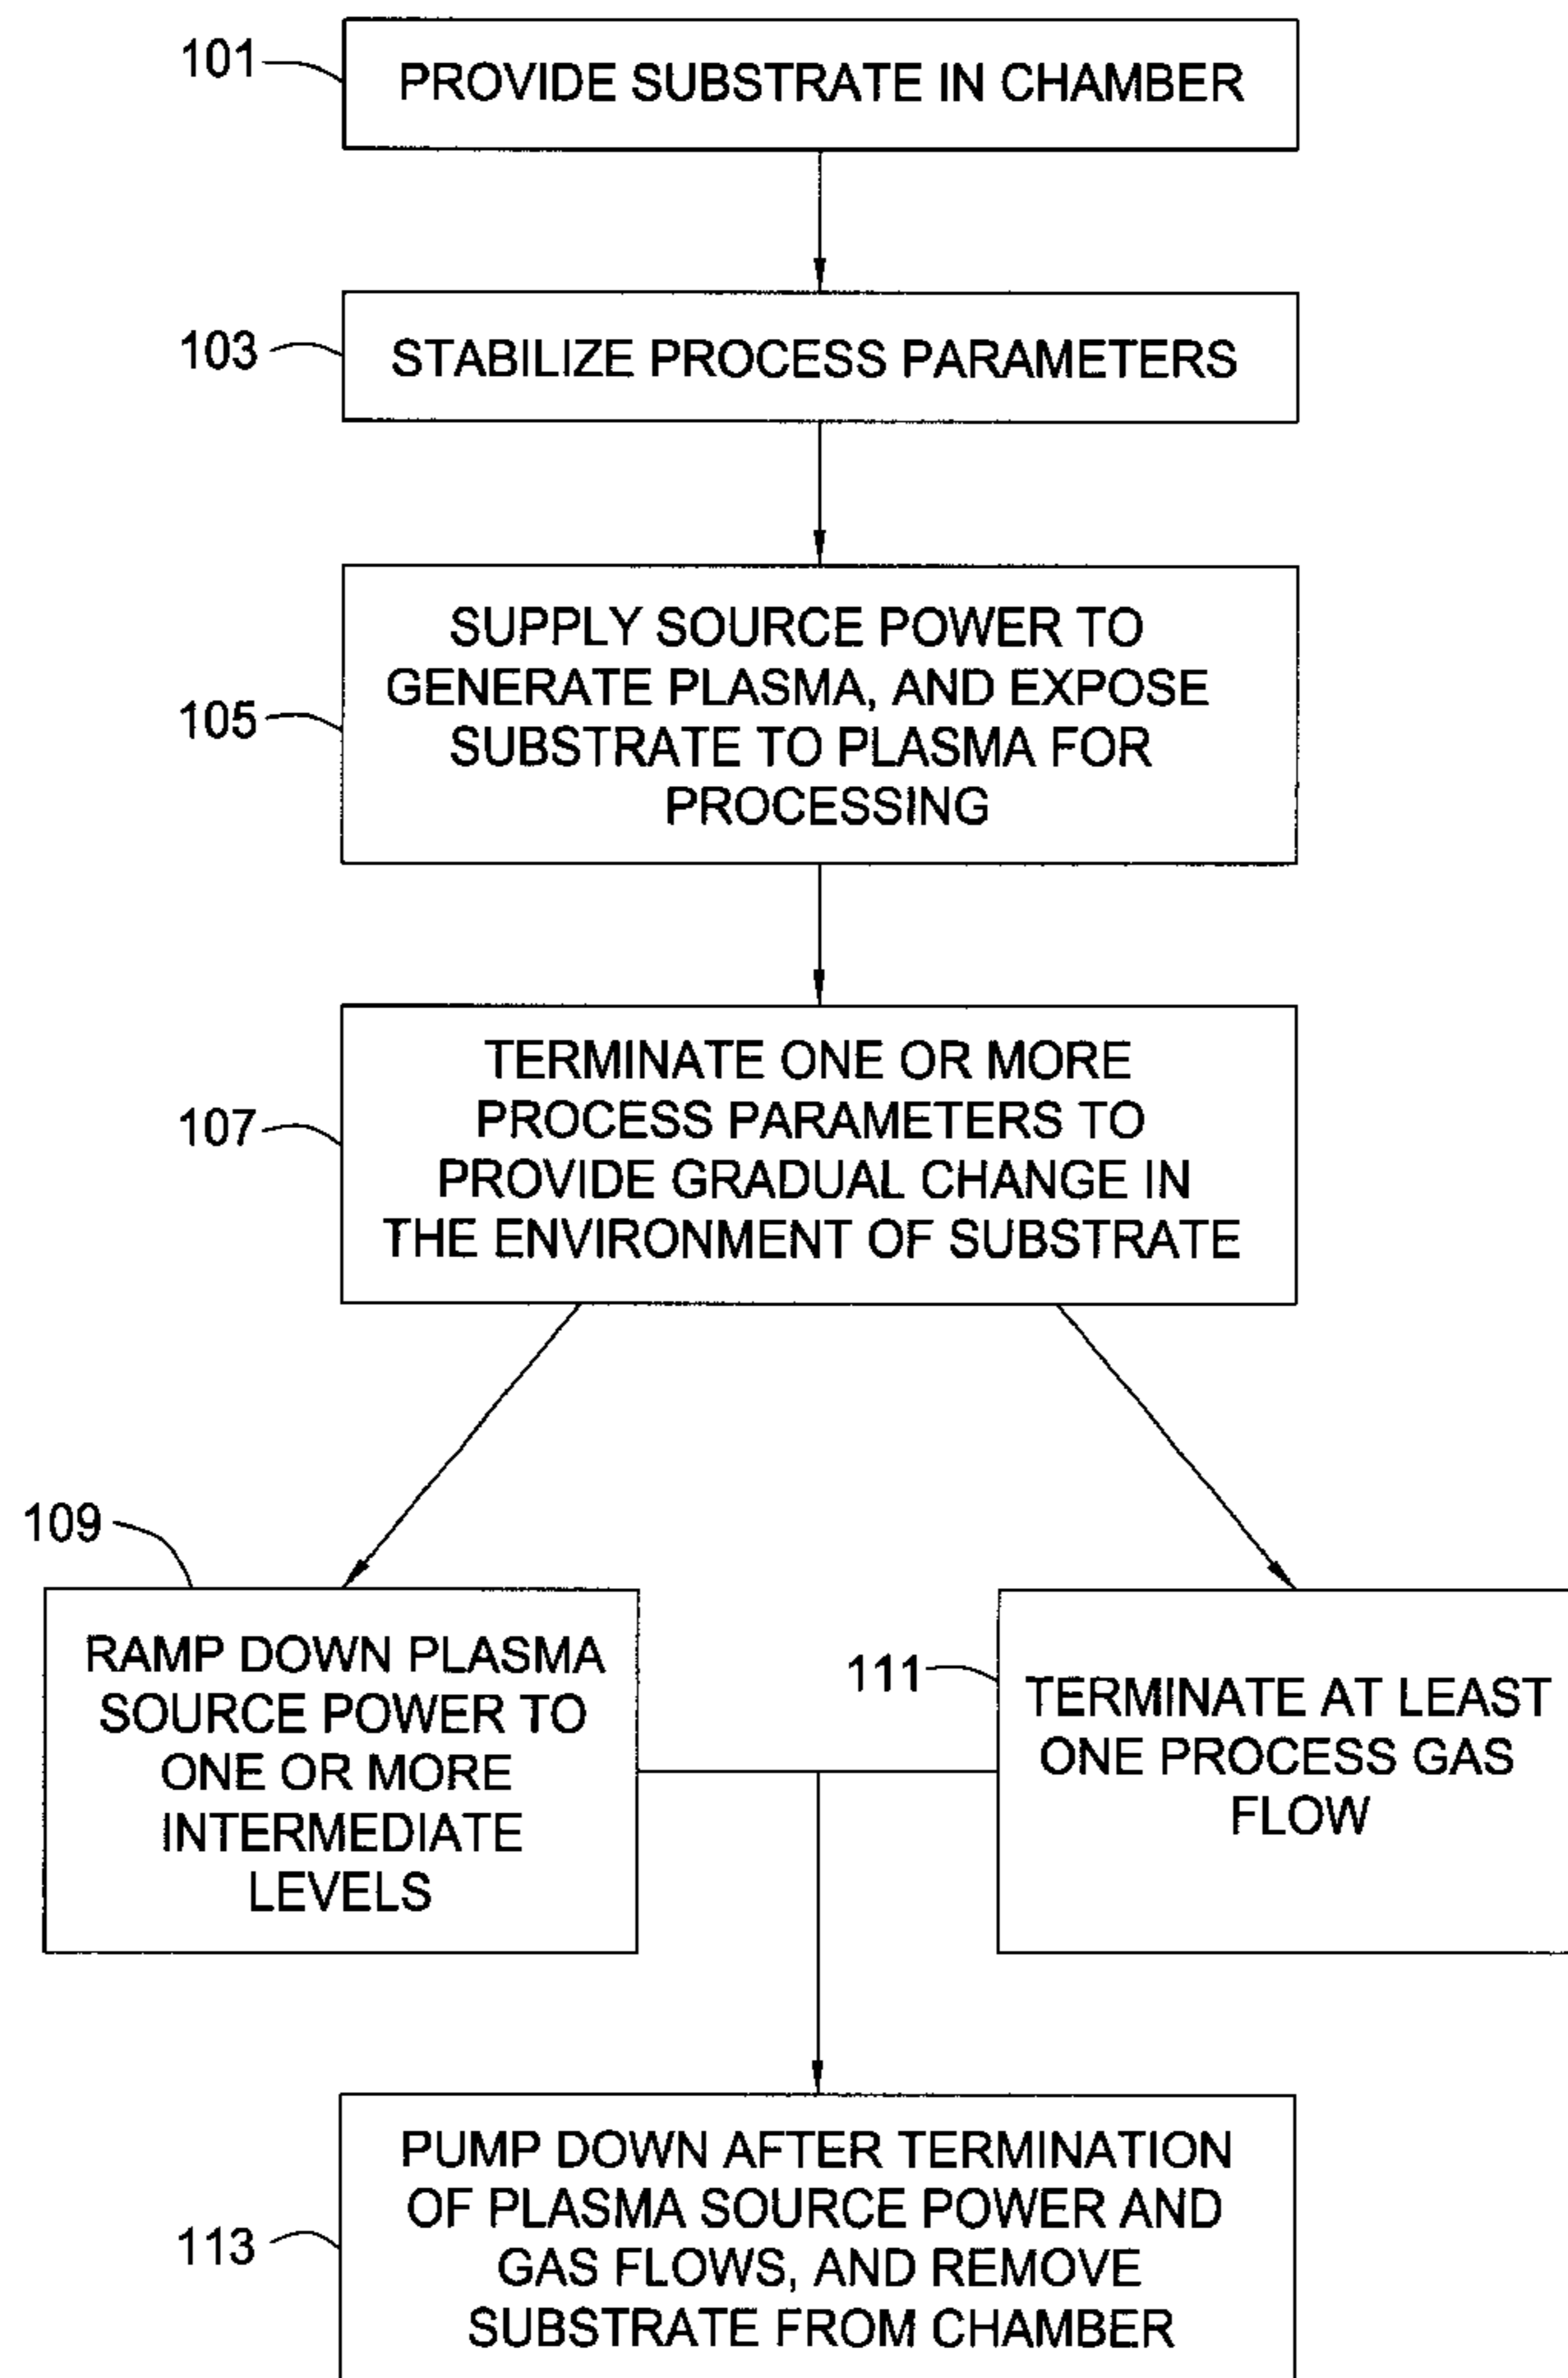 101
PROVIDE SUBSTRATE IN CHAMBER
103
STABILIZE PROCESS PARAMETERS
105
SUPPLY SOURCE POWER TO
GENERATE PLASMA, AND EXPOSE
SUBSTRATE TO PLASMA FOR
PROCESSING
107
TERMINATE ONE OR MORE
PROCESS PARAMETERS TO
PROVIDE GRADUAL CHANGE IN
THE ENVIRONMENT OF SUBSTRATE
109
RAMP DOWN PLASMA
SOURCE POWER TO
ONE OR MORE
INTERMEDIATE
LEVELS
111
TERMINATE AT LEAST
ONE PROCESS GAS
FLOW
113
PUMP DOWN AFTER TERMINATION
OF PLASMA SOURCE POWER AND
GAS FLOWS, AND REMOVE
SUBSTRATE FROM CHAMBER